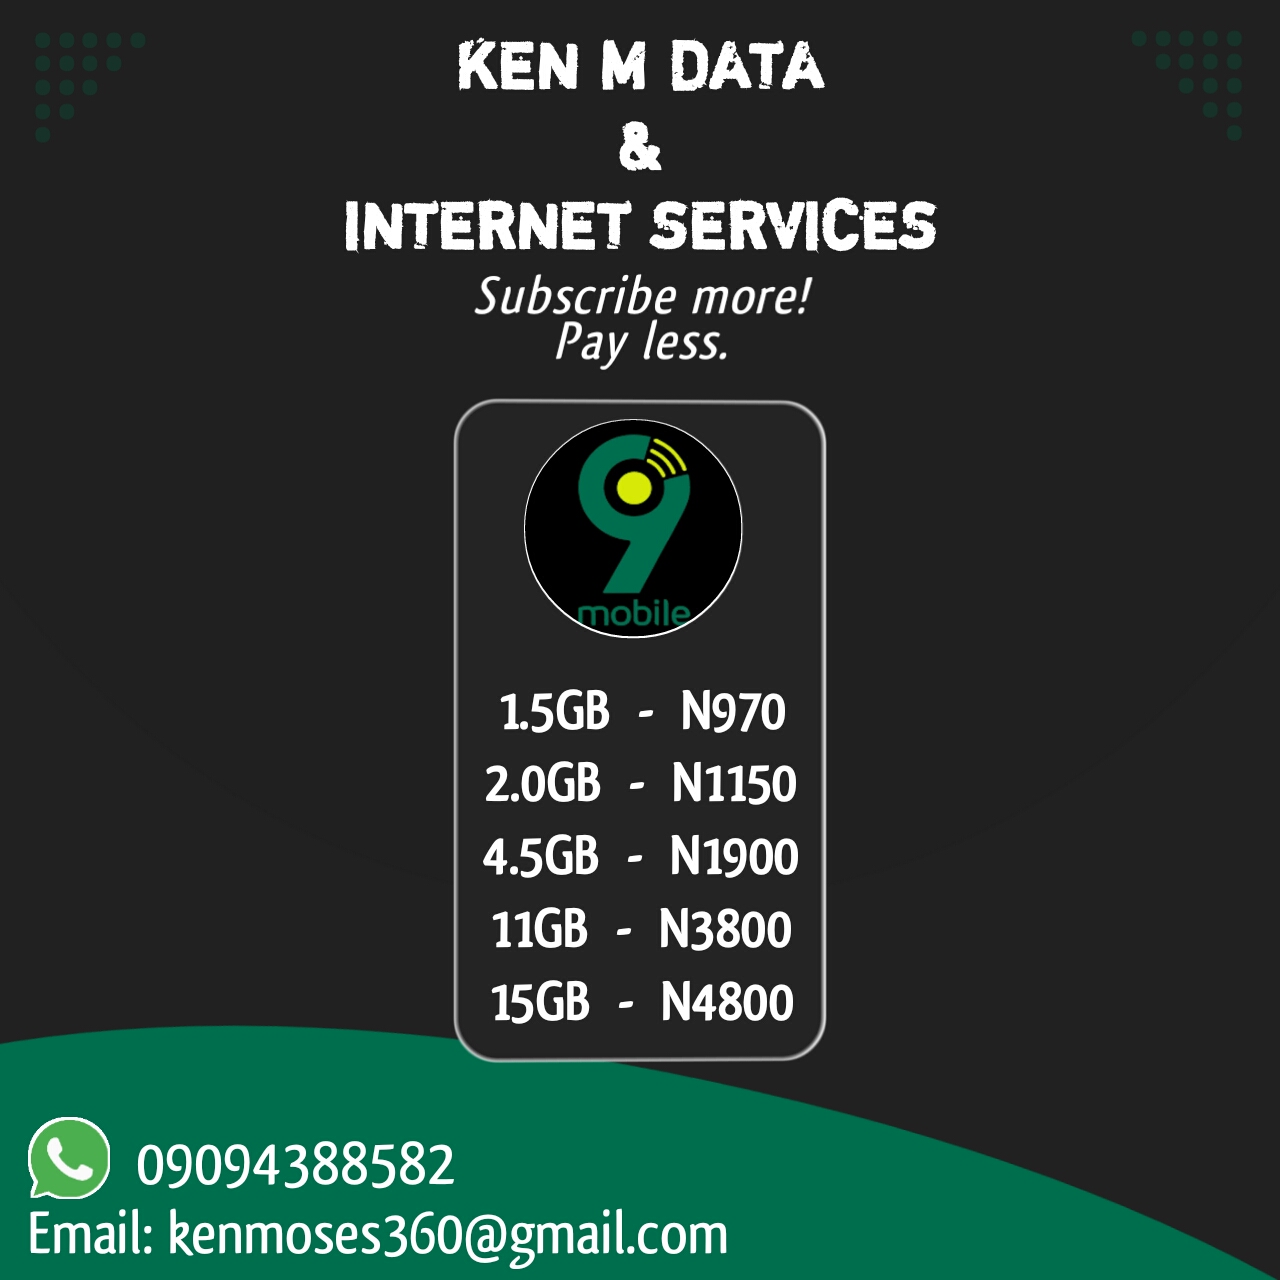 KEN M DATA
&
INTERNET SERVICES
Subscribe more!
Pay less.
9
mobile
1.5GB - N970
2.0GB - N1150
4.5GB - N1900
11GB - N3800
15GB - N4800
09094388582
Email: kenmoses360@gmail.com